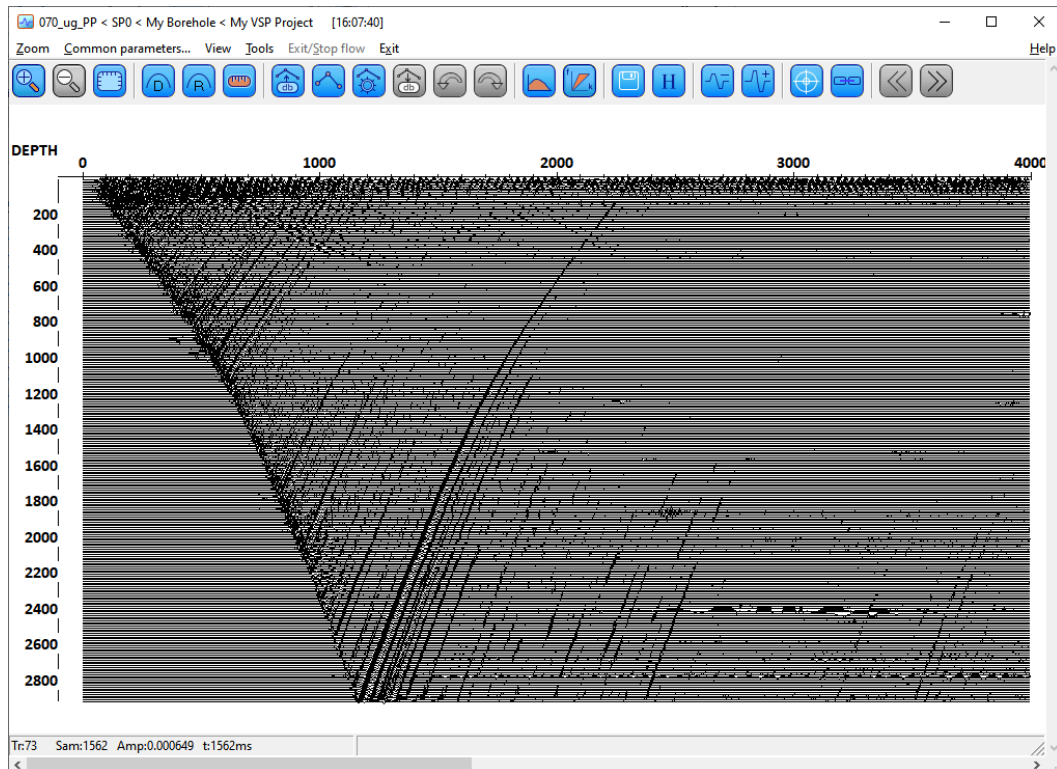 070_ug_PP < SP0 < My Borehole < My VSP Project [16:07:40]
Zoom Common parameters... View Tools Exit/Stop flow Exit Help
D R db db f k H
DEPTH
0 1000 2000 3000 4000
200
400
600
800
1000
1200
1400
1600
1800
2000
2200
2400
2600
2800
Tr:73 Sam:1562 Amp:0.000649 t:1562ms